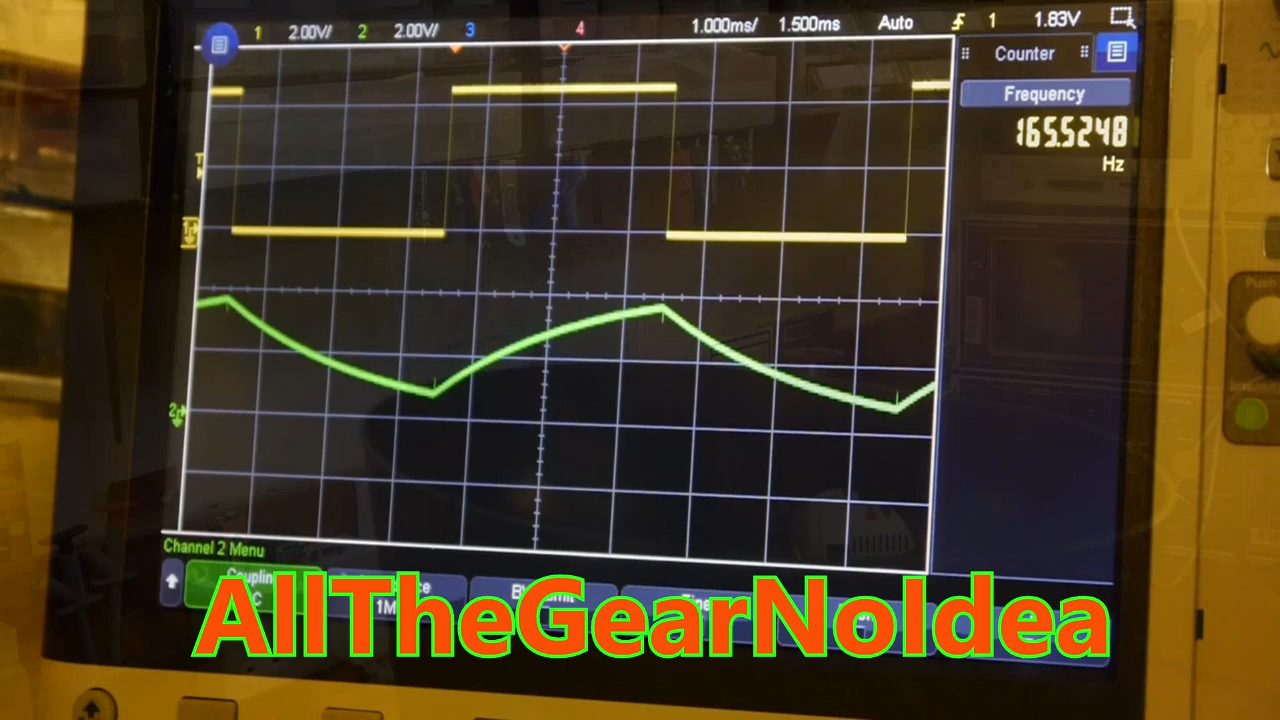 1 2.00V/ 2 2.00V/ 3 4 1.000ms/ 1.500ms Auto 1 1.83V
Counter
Frequency
165.5248
Hz
Channel 2 Menu
AllTheGearNoIdea